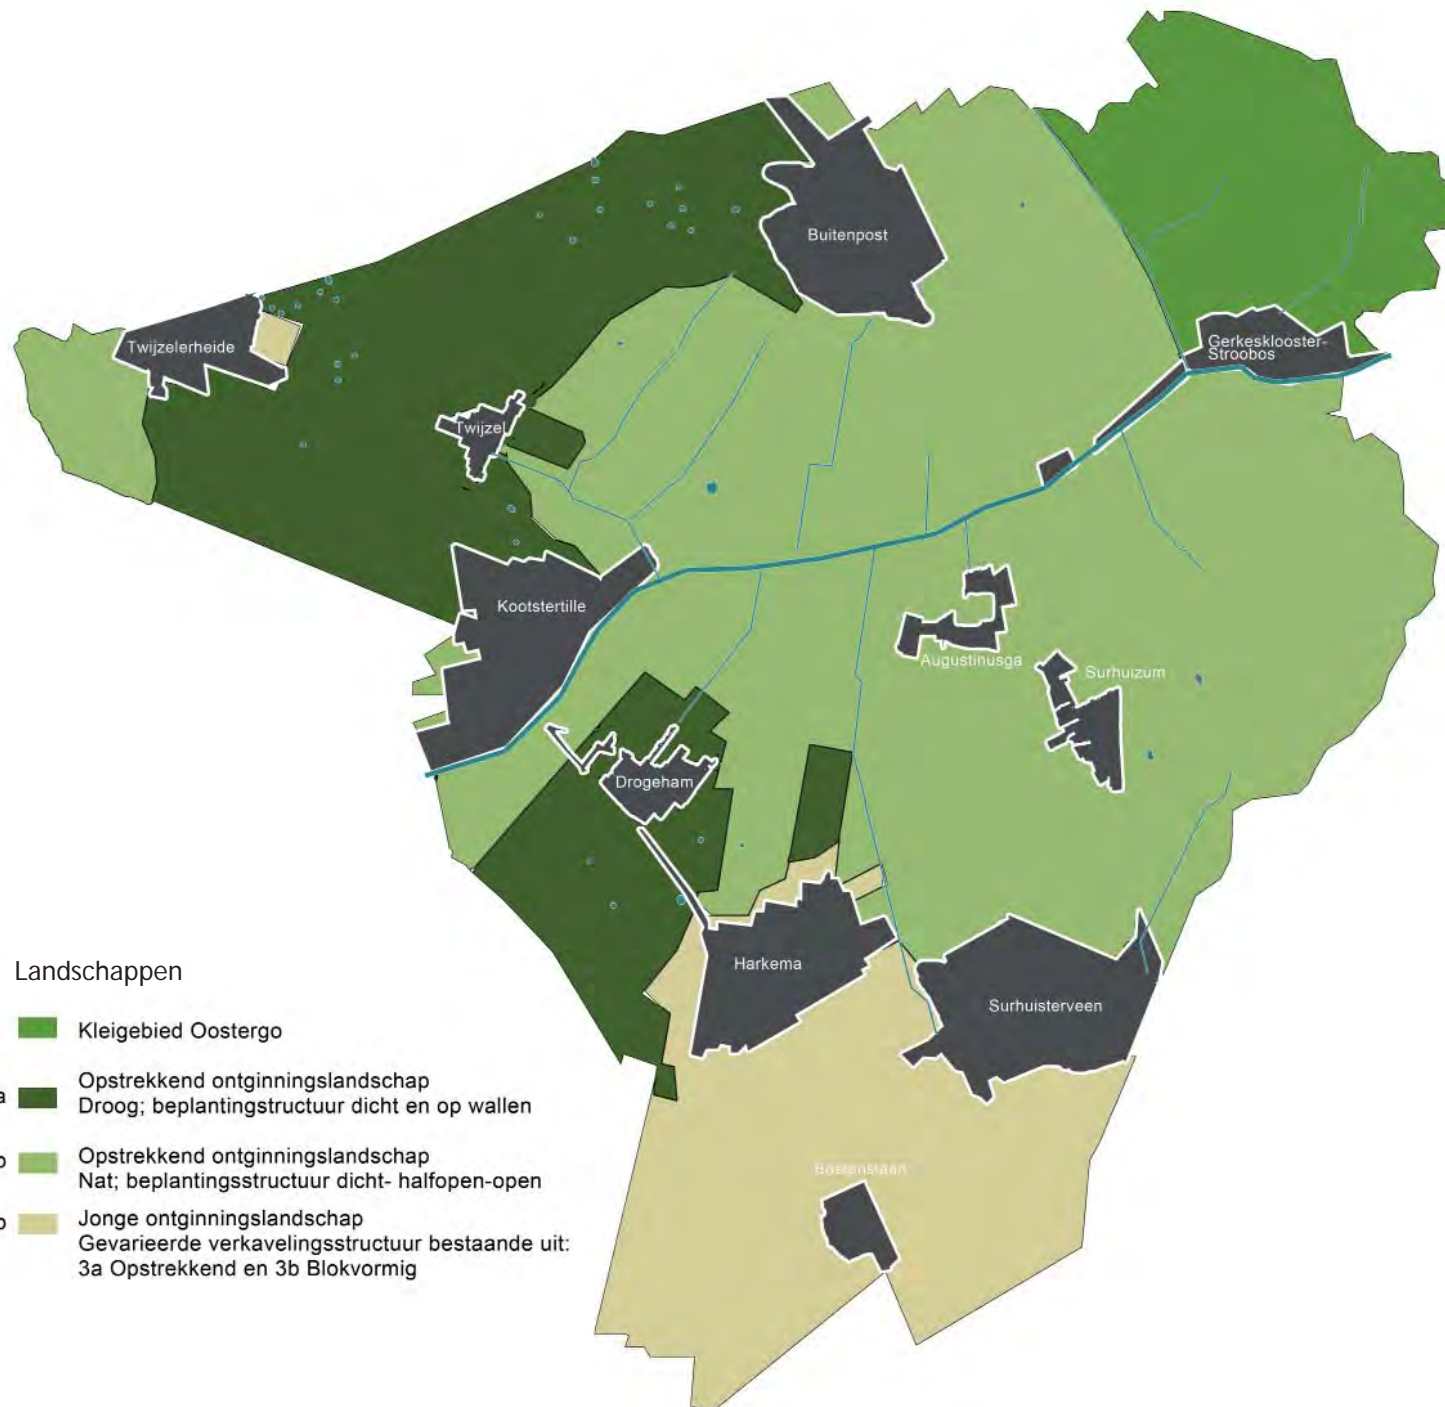 Buitenpost
Twijzelerheide
Gerkesklooster-
Stroobos
Twijzel
Kootstertille
Augustinusga
Surhuizum
Drogeham
Harkema
Surhuisterveen
Boelenslaan
Landschappen
Kleigebied Oostergo
a
Opstrekkend ontginningslandschap
Droog; beplantingstructuur dicht en op wallen
Opstrekkend ontginningslandschap
Nat; beplantingsstructuur dicht- halfopen-open
Jonge ontginningslandschap
Gevarieerde verkavelingsstructuur bestaande uit:
3a Opstrekkend en 3b Blokvormig